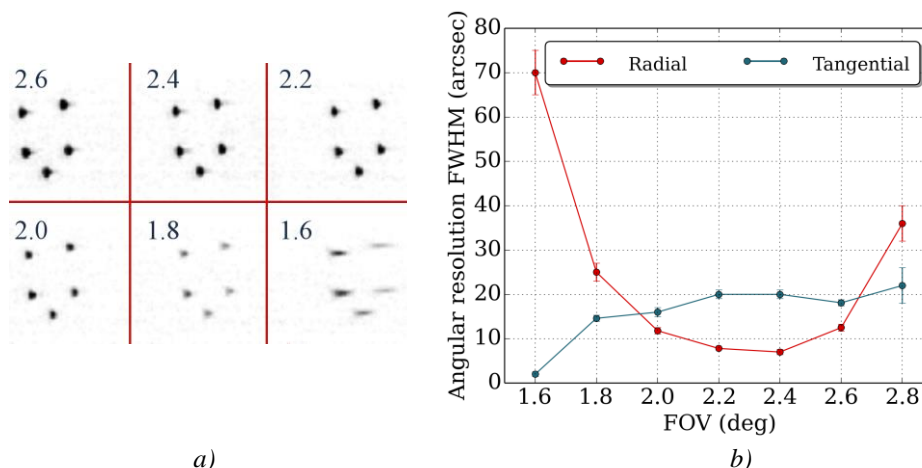 2.6 2.4 2.2
2.0 1.8 1.6
a)
Angular resolution FWHM (arcsec)
80
70
60
50
40
30
20
10
0
Radial Tangential
1.6 1.8 2.0 2.2 2.4 2.6 2.8
FOV (deg)
b)